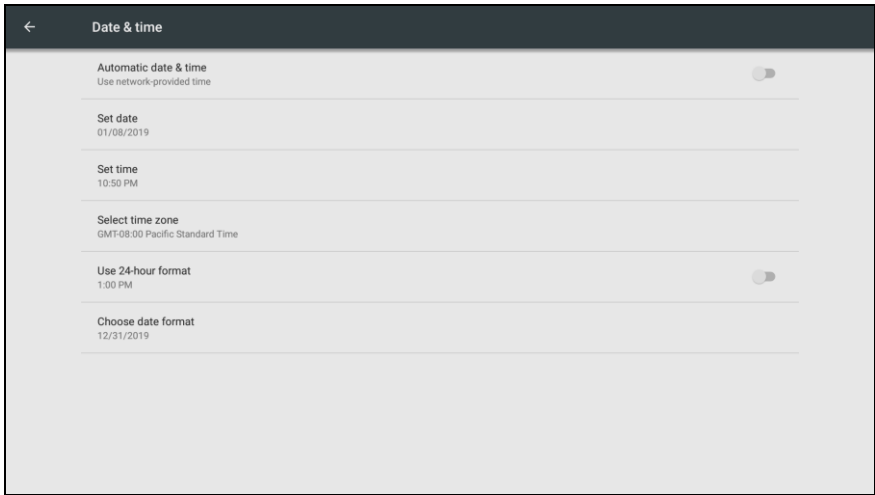 Date & time
Automatic date & time
Use network-provided time
Set date
01/08/2019
Set time
10:50 PM
Select time zone
GMT-08:00 Pacific Standard Time
Use 24-hour format
1:00 PM
Choose date format
12/31/2019